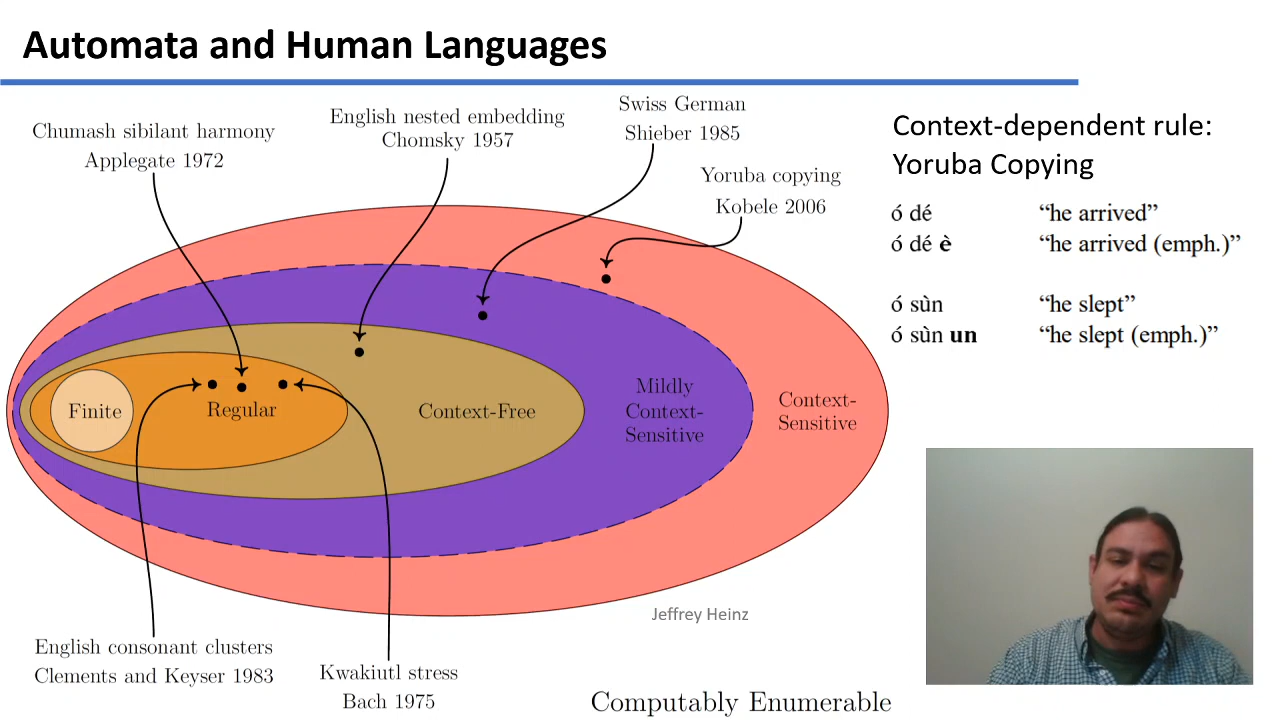 Automata and Human Languages
Chumash sibilant harmony
Applegate 1972
English nested embedding
Chomsky 1957
Swiss German
Shieber 1985
Yoruba copying
Kobele 2006
Finite
Regular
Context-Free
Mildly
Context-
Sensitive
Context-
Sensitive
English consonant clusters
Clements and Keyser 1983
Kwakiutl stress
Bach 1975
Jeffrey Heinz
Computably Enumerable
Context-dependent rule:
Yoruba Copying
ó dé “he arrived”
ó dé è “he arrived (emph.)”
ó sùn “he slept”
ó sùn un “he slept (emph.)”